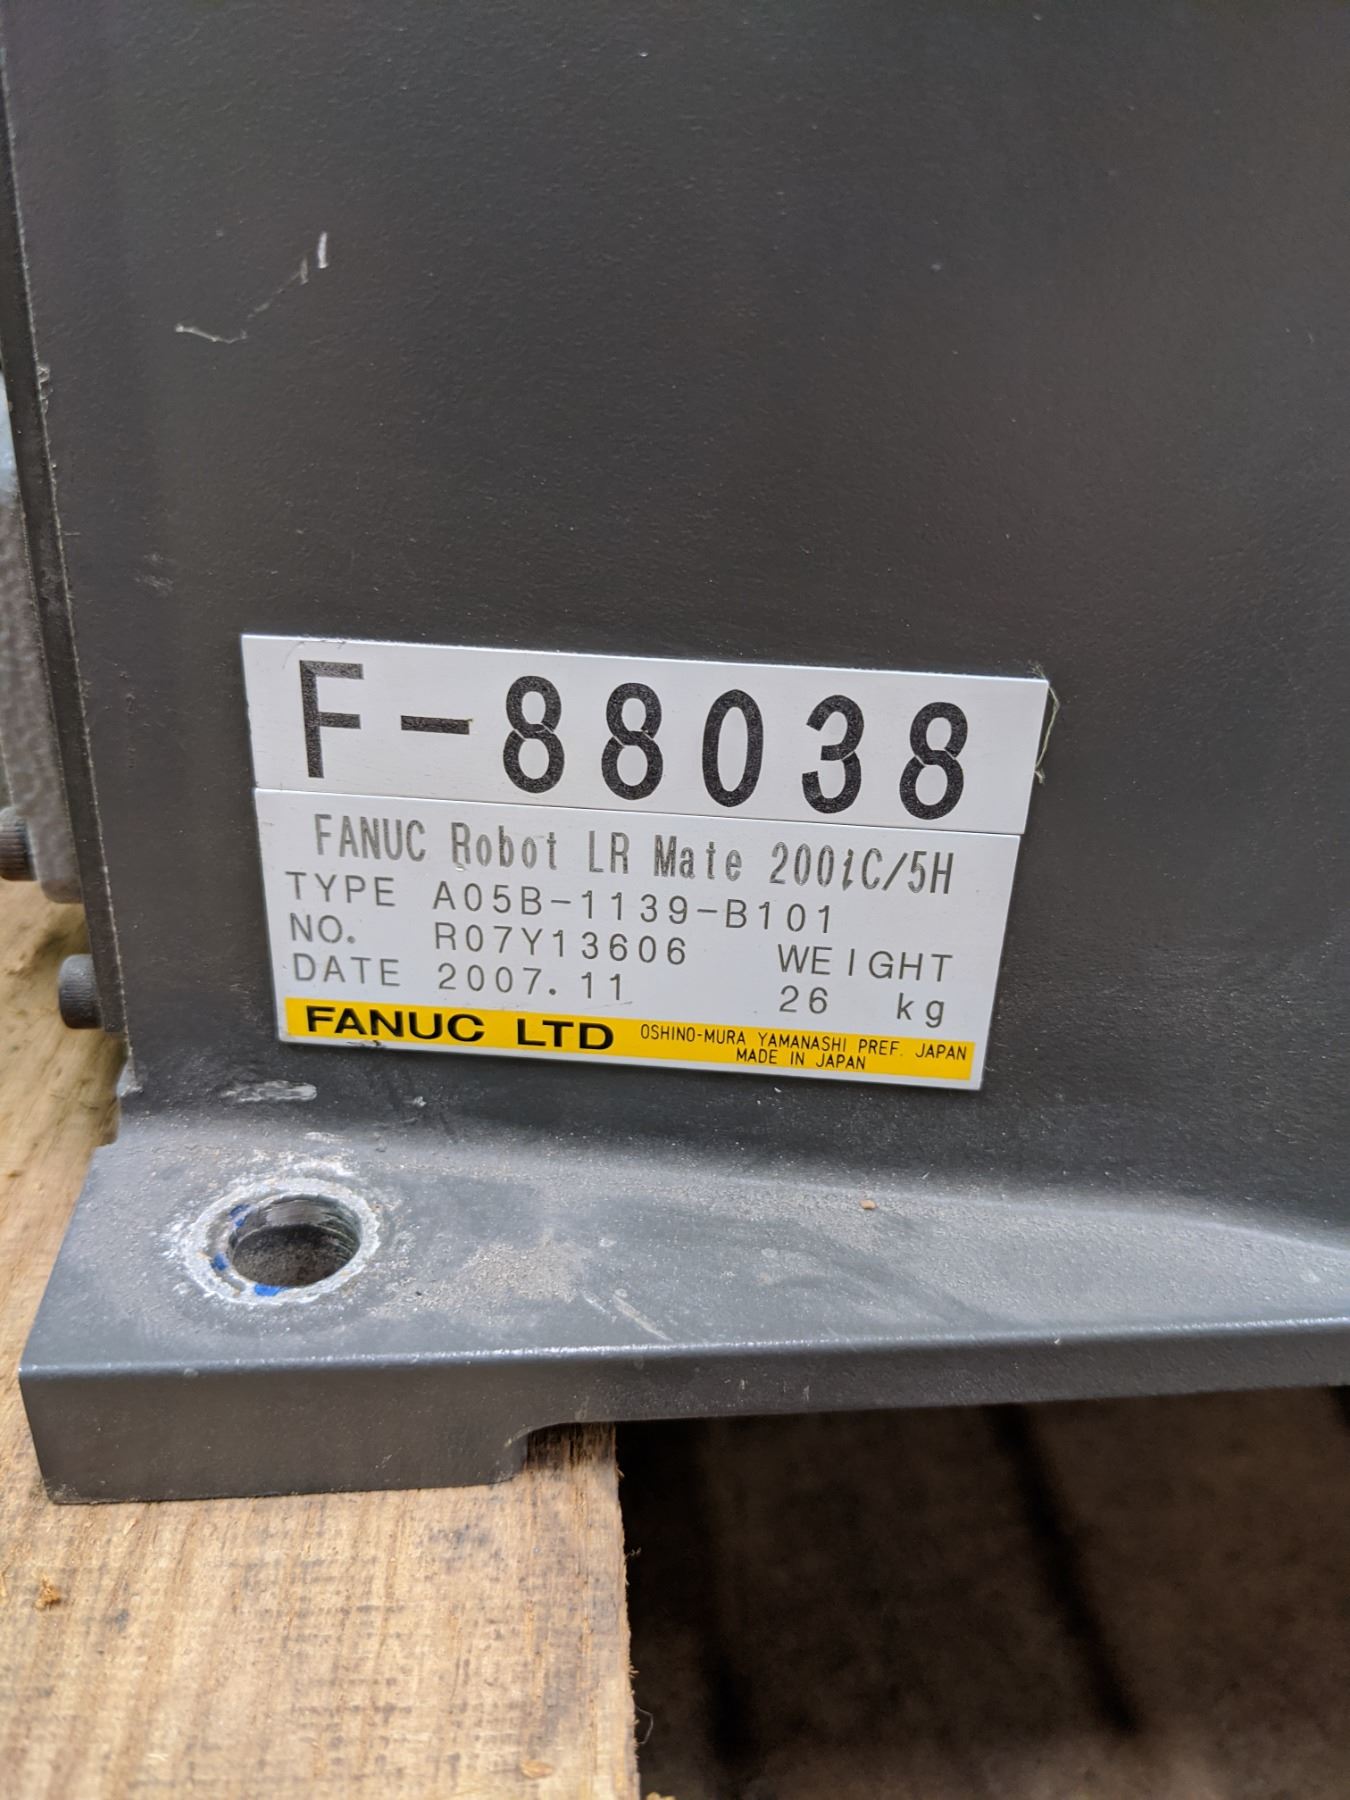 F-88038
FANUC Robot LR Mate 200iC/5H
TYPE A05B-1139-B101
NO. R07Y13606 WEIGHT
DATE 2007.11 26 kg
FANUC LTD OSHINO-MURA YAMANASHI PREF. JAPAN
MADE IN JAPAN